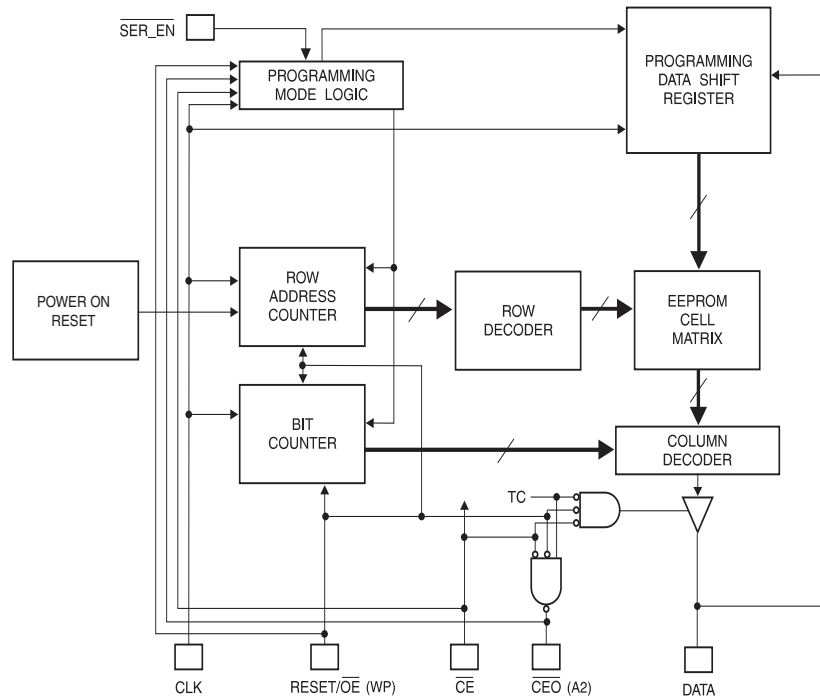 SER_EN
PROGRAMMING
MODE LOGIC
PROGRAMMING
DATA SHIFT
REGISTER
POWER ON
RESET
ROW
ADDRESS
COUNTER
ROW
DECODER
EEPROM
CELL
MATRIX
BIT
COUNTER
COLUMN
DECODER
TC
CLK
RESET/OE (WP)
CE
CEO (A2)
DATA